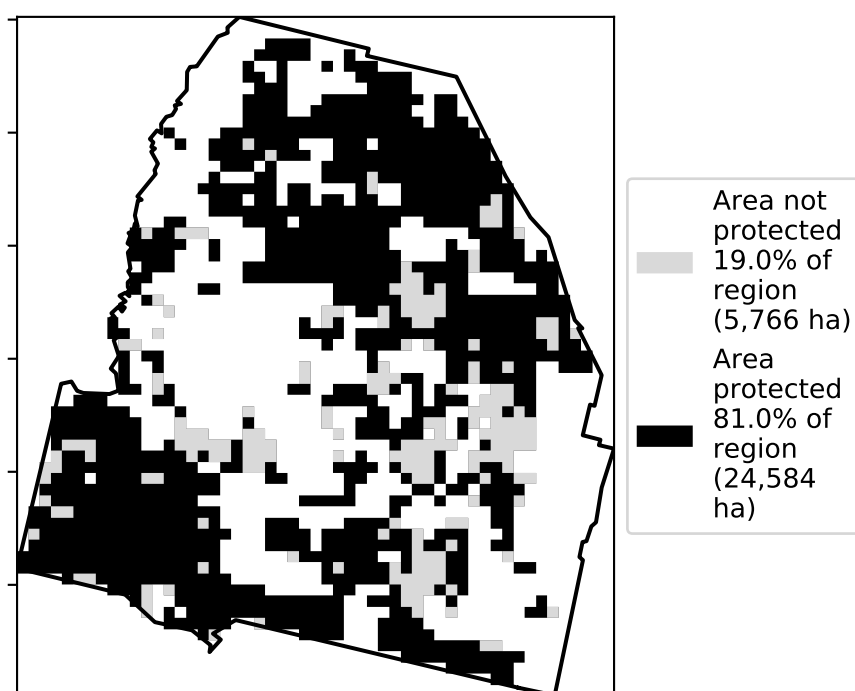 Area not
protected
19.0% of
region
(5,766 ha)
Area
protected
81.0% of
region
(24,584
ha)